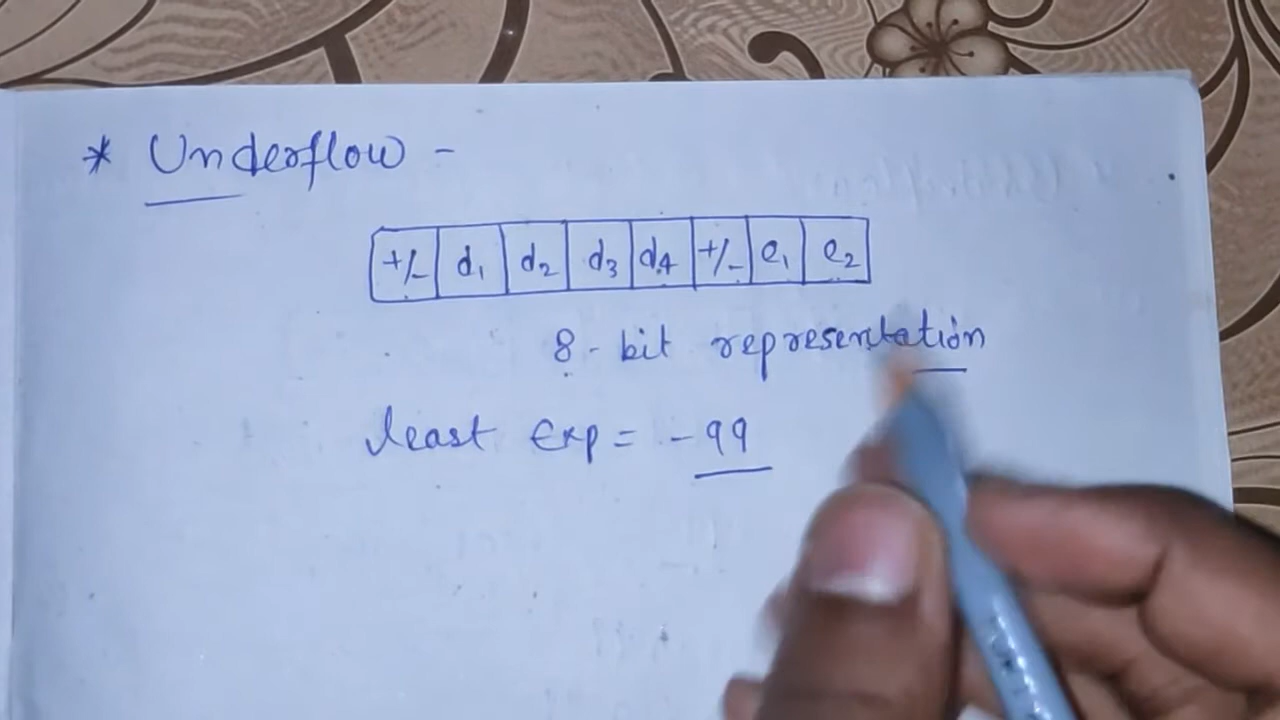 * Underflow -
+/- d1 d2 d3 d4 +/- e1 e2
8-bit representation
least Exp = -99